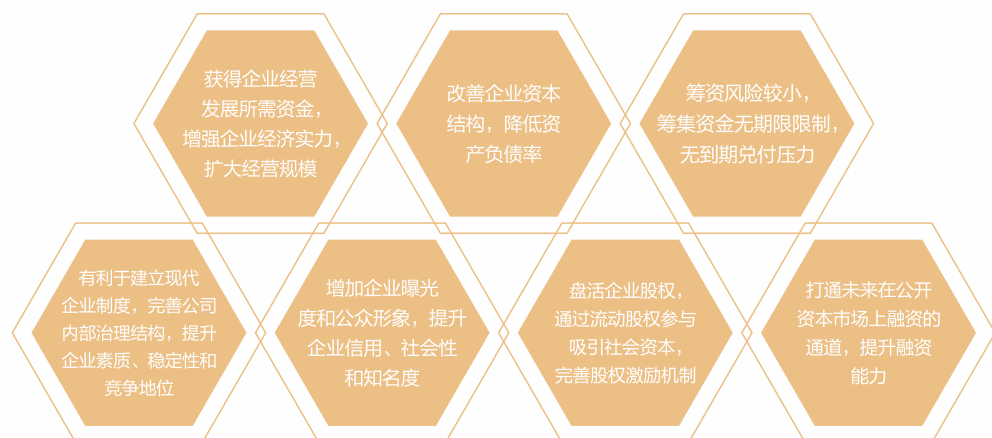 获得企业经营
发展所需资金，
增强企业经济实力，
扩大经营规模
改善企业资本
结构，降低资
产负债率
筹资风险较小，
筹集资金无期限限制，
无到期兑付压力
有利于建立现代
企业制度，完善公司
内部治理结构，提升
企业素质、稳定性和
竞争地位
增加企业曝光
度和公众形象，提升
企业信用、社会性
和知名度
盘活企业股权，
通过流动股权参与
吸引社会资本，
完善股权激励机制
打通未来在公开
资本市场上融资的
通道，提升融资
能力